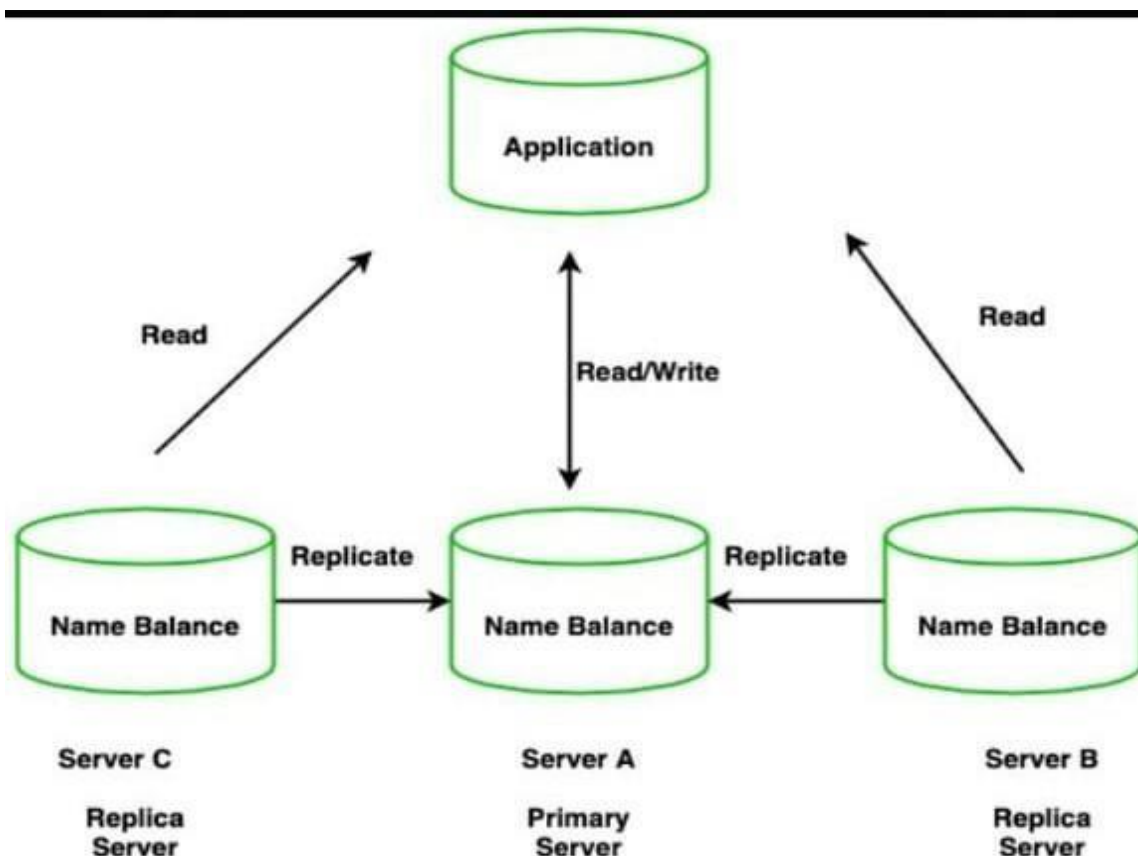 Application
Read
Read
Read/Write
Replicate
Replicate
Name Balance
Name Balance
Name Balance
Server C
Server A
Server B
Replica
Server
Primary
Server
Replica
Server